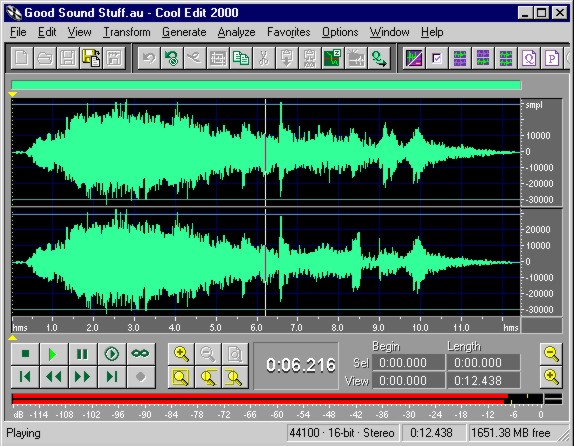 Good Sound Stuff.au - Cool Edit 2000
File Edit View Transform Generate Analyze Favorites Options Window Help
smpl
10000
0
-10000
-20000
-30000
20000
10000
0
-10000
-20000
-30000
hms 1.0 2.0 3.0 4.0 5.0 6.0 7.0 8.0 9.0 10.0 11.0 hms
Begin Length
0:06.216
Sel 0:00.000 0:00.000
View 0:00.000 0:12.438
dB -114 -108 -102 -96 -90 -84 -78 -72 -66 -60 -54 -48 -42 -36 -30 -24 -18 -12 -6 0
Playing 44100 · 16-bit · Stereo 0:12.438 1651.38 MB free